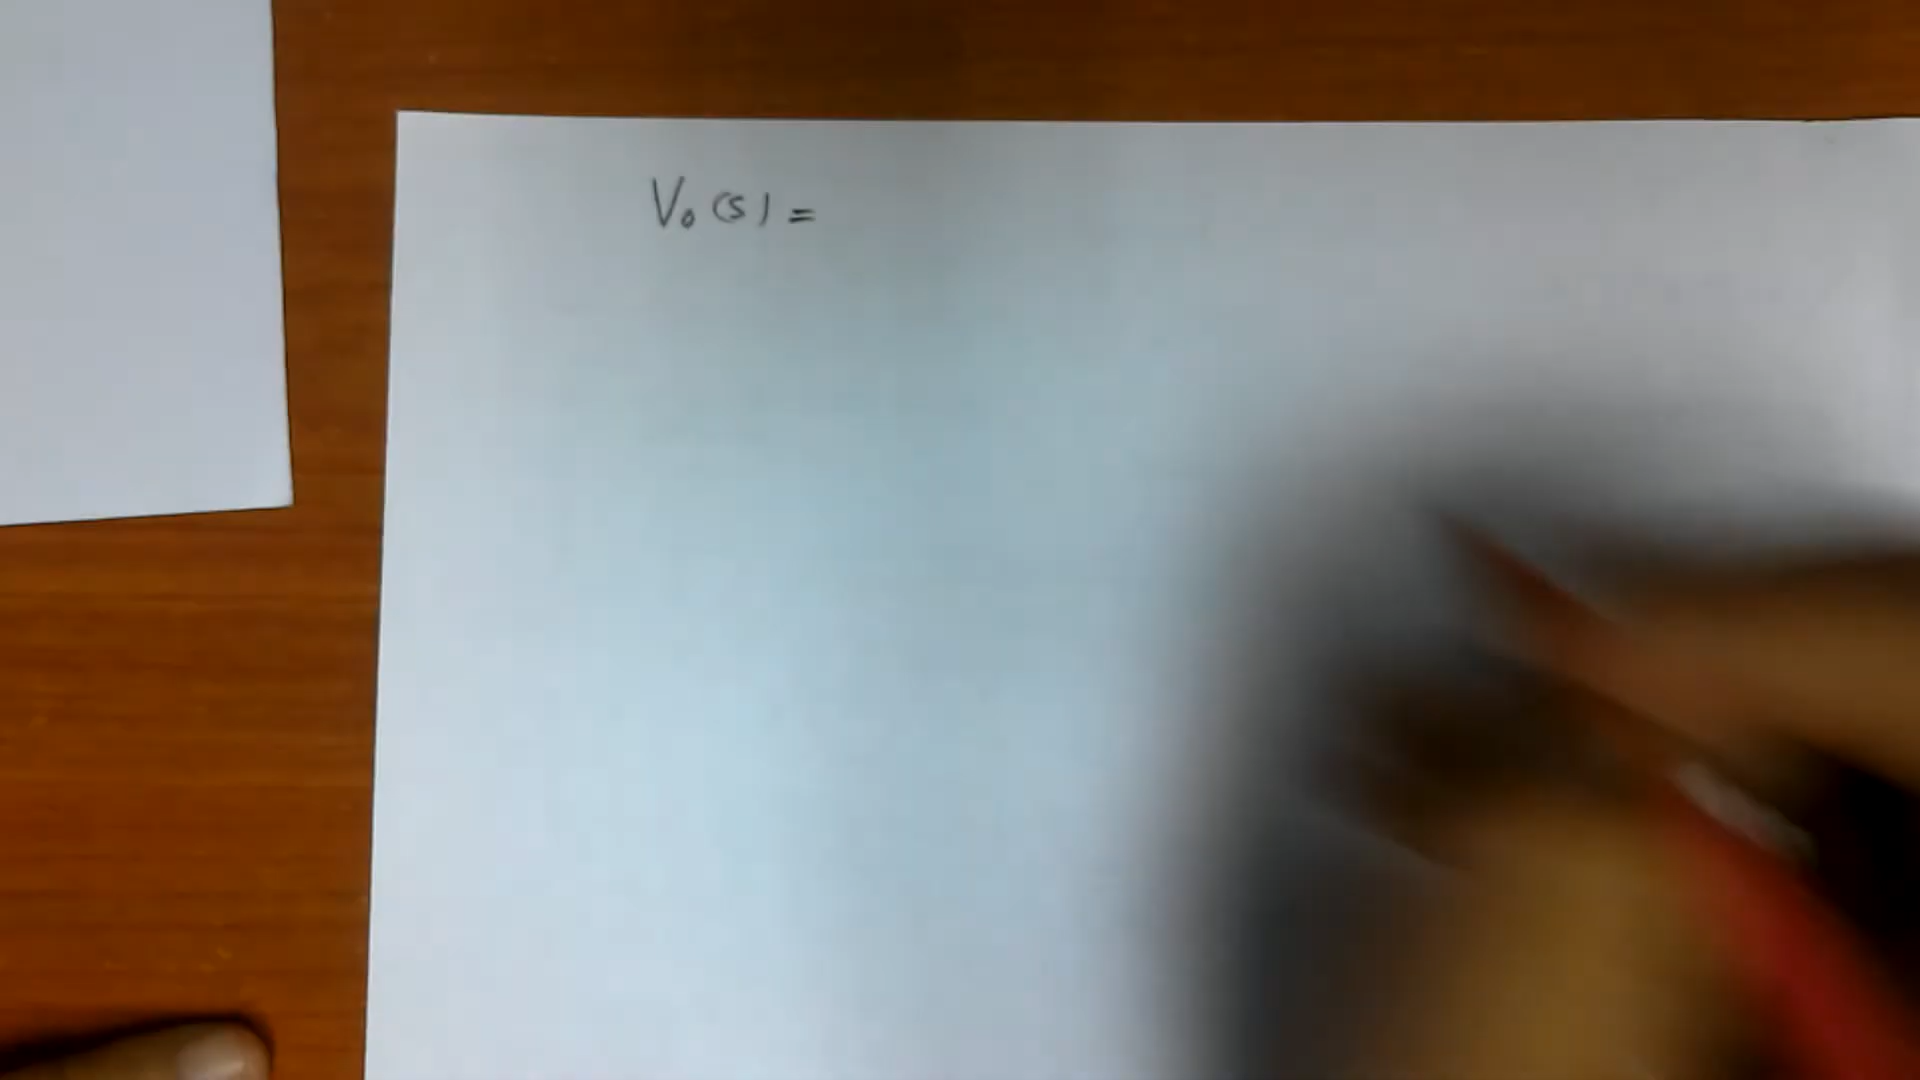 V₀(s) =